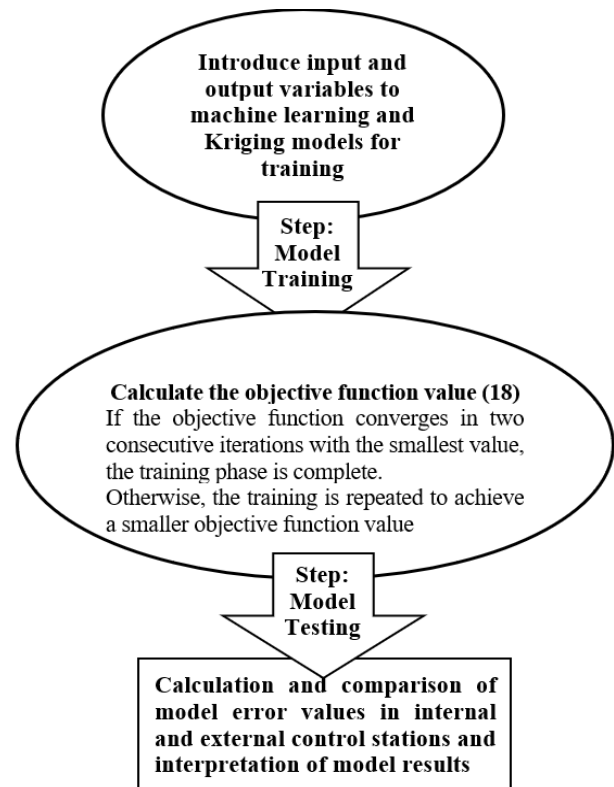 Introduce input and
output variables to
machine learning and
Kriging models for
training
Step:
Model
Training
Calculate the objective function value (18)
If the objective function converges in two
consecutive iterations with the smallest value,
the training phase is complete.
Otherwise, the training is repeated to achieve
a smaller objective function value
Step:
Model
Testing
Calculation and comparison of
model error values in internal
and external control stations and
interpretation of model results